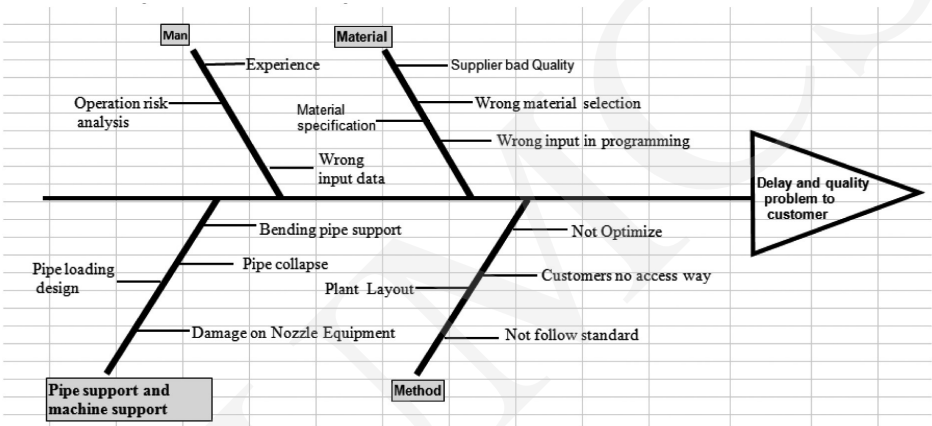 Man
Material
Experience
Supplier bad Quality
Operation risk
analysis
Wrong material selection
Material
specification
Wrong input in programming
Wrong
input data
Delay and quality
problem to
customer
Bending pipe support
Not Optimize
Pipe collapse
Pipe loading
design
Customers no access way
Plant Layout
Damage on Nozzle Equipment
Not follow standard
Pipe support and
machine support
Method